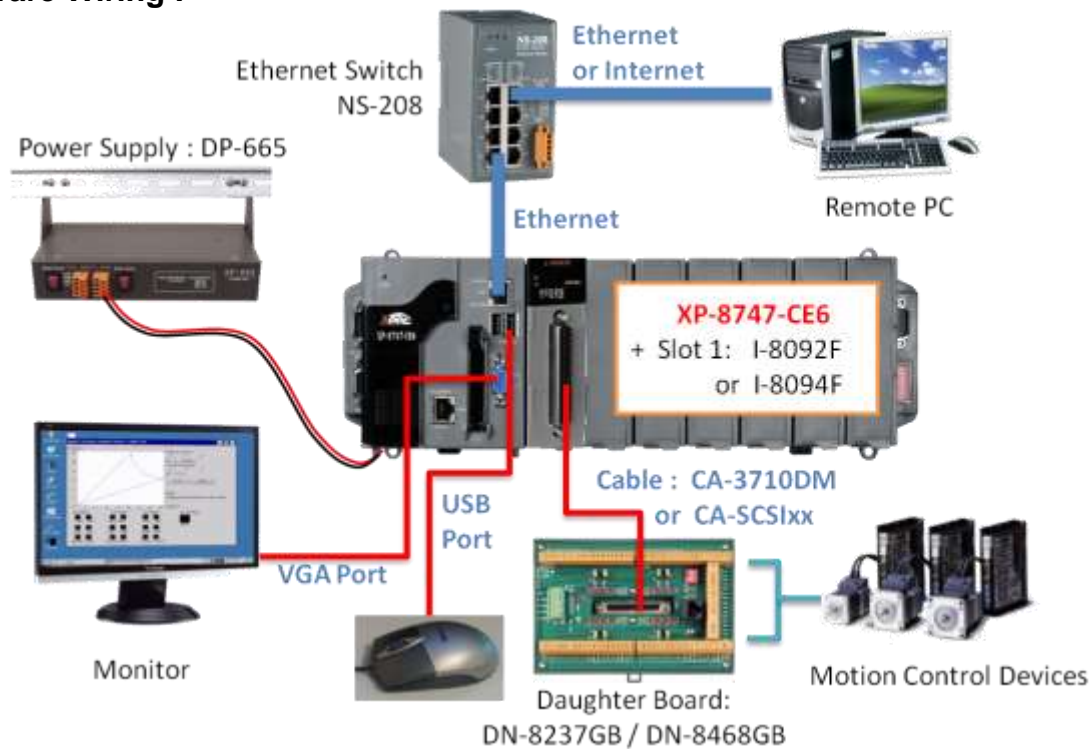 Ethernet Switch
NS-208
NS-208
Ethernet
or Internet
Power Supply : DP-665
Remote PC
Ethernet
XP-8747-CE6
+ Slot 1: I-8092F
or I-8094F
USB
Port
Cable : CA-3710DM
or CA-SCSIxx
VGA Port
Monitor
Daughter Board:
DN-8237GB / DN-8468GB
Motion Control Devices